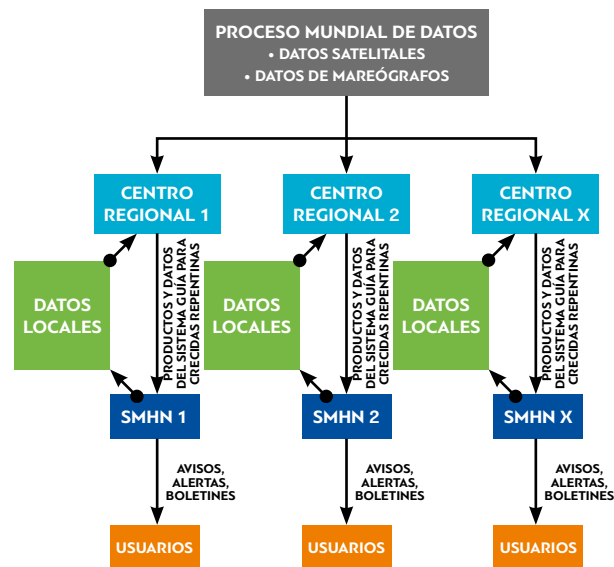 PROCESO MUNDIAL DE DATOS
• DATOS SATELITALES
• DATOS DE MAREÓGRAFOS
CENTRO
REGIONAL 1
CENTRO
REGIONAL 2
CENTRO
REGIONAL X
DATOS
LOCALES
PRODUCTOS Y DATOS
DEL SISTEMA GUÍA PARA
CRECIDAS REPENTINAS
DATOS
LOCALES
PRODUCTOS Y DATOS
DEL SISTEMA GUÍA PARA
CRECIDAS REPENTINAS
DATOS
LOCALES
PRODUCTOS Y DATOS
DEL SISTEMA GUÍA PARA
CRECIDAS REPENTINAS
SMHN 1
SMHN 2
SMHN X
AVISOS,
ALERTAS,
BOLETINES
AVISOS,
ALERTAS,
BOLETINES
AVISOS,
ALERTAS,
BOLETINES
USUARIOS
USUARIOS
USUARIOS